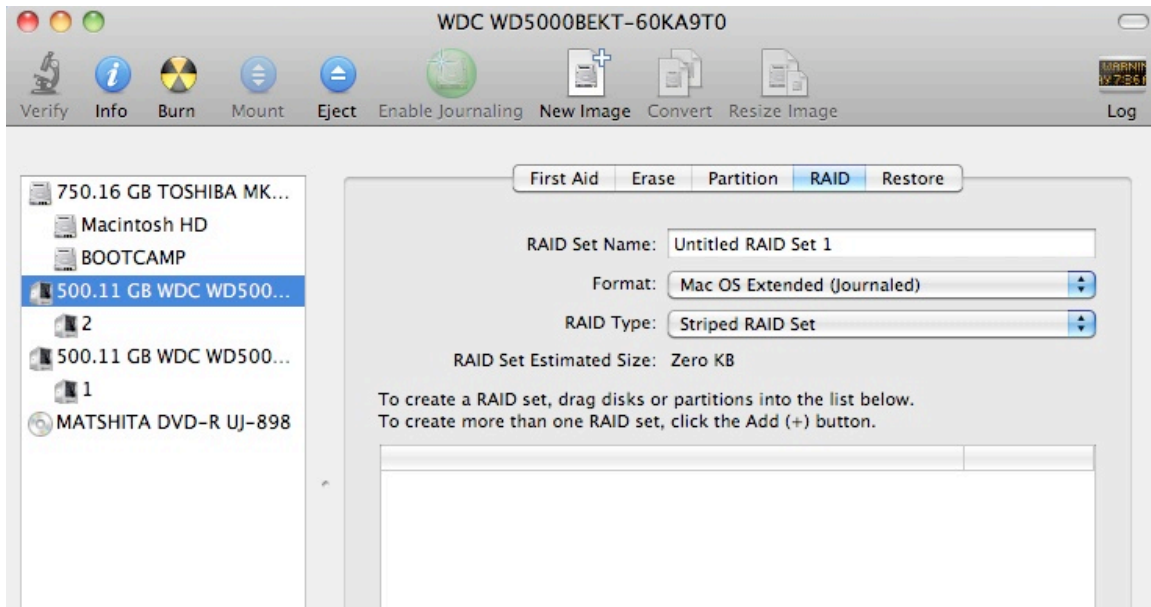 WDC WD5000BEKT-60KA9T0
Verify Info Burn Mount Eject Enable Journaling New Image Convert Resize Image Log
750.16 GB TOSHIBA MK...
Macintosh HD
BOOTCAMP
500.11 GB WDC WD500...
2
500.11 GB WDC WD500...
1
MATSHITA DVD-R UJ-898
First Aid Erase Partition RAID Restore
RAID Set Name: Untitled RAID Set 1
Format: Mac OS Extended (Journaled)
RAID Type: Striped RAID Set
RAID Set Estimated Size: Zero KB
To create a RAID set, drag disks or partitions into the list below.
To create more than one RAID set, click the Add (+) button.